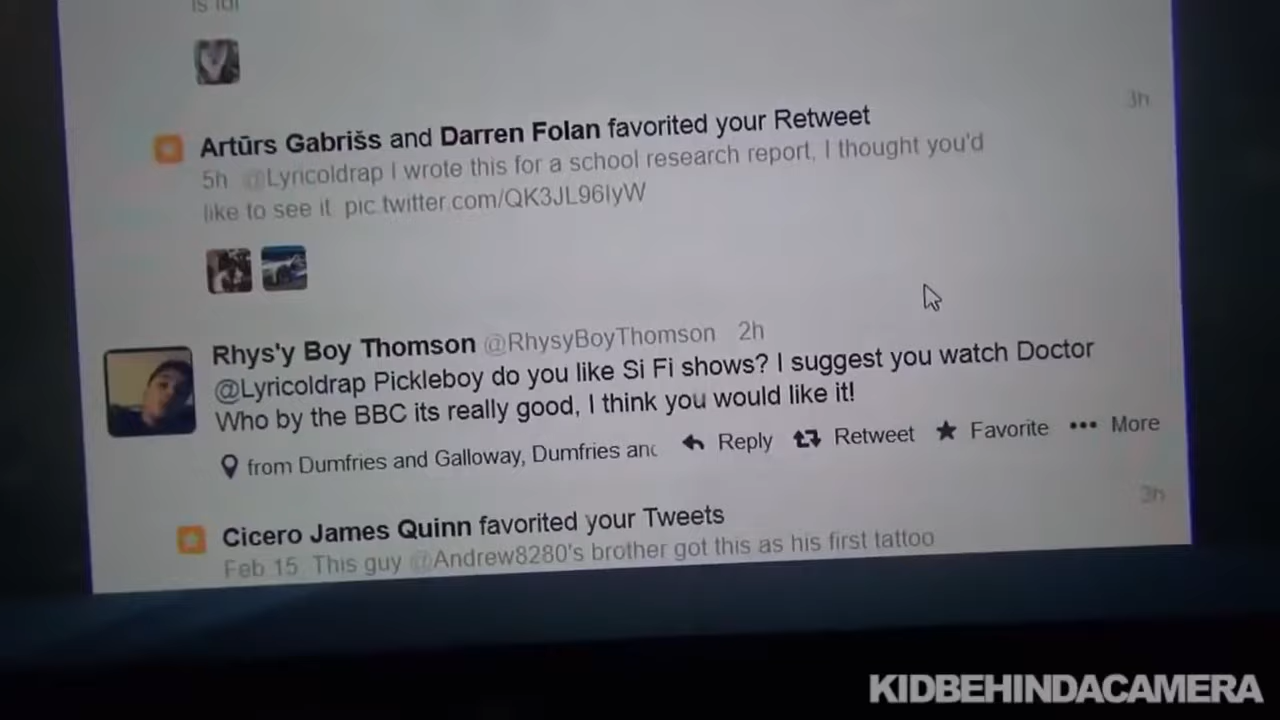 3h
Artūrs Gabrišs and Darren Folan favorited your Retweet
5h @Lyricoldrap I wrote this for a school research report, I thought you'd
like to see it pic.twitter.com/QK3JL96IyW
Rhys'y Boy Thomson @RhysyBoyThomson 2h
@Lyricoldrap Pickleboy do you like Si Fi shows? I suggest you watch Doctor
Who by the BBC its really good, I think you would like it!
from Dumfries and Galloway, Dumfries and Reply Retweet Favorite ••• More
Cicero James Quinn favorited your Tweets
Feb 15 This guy @Andrew8280's brother got this as his first tattoo
KIDBEHINDACAMERA